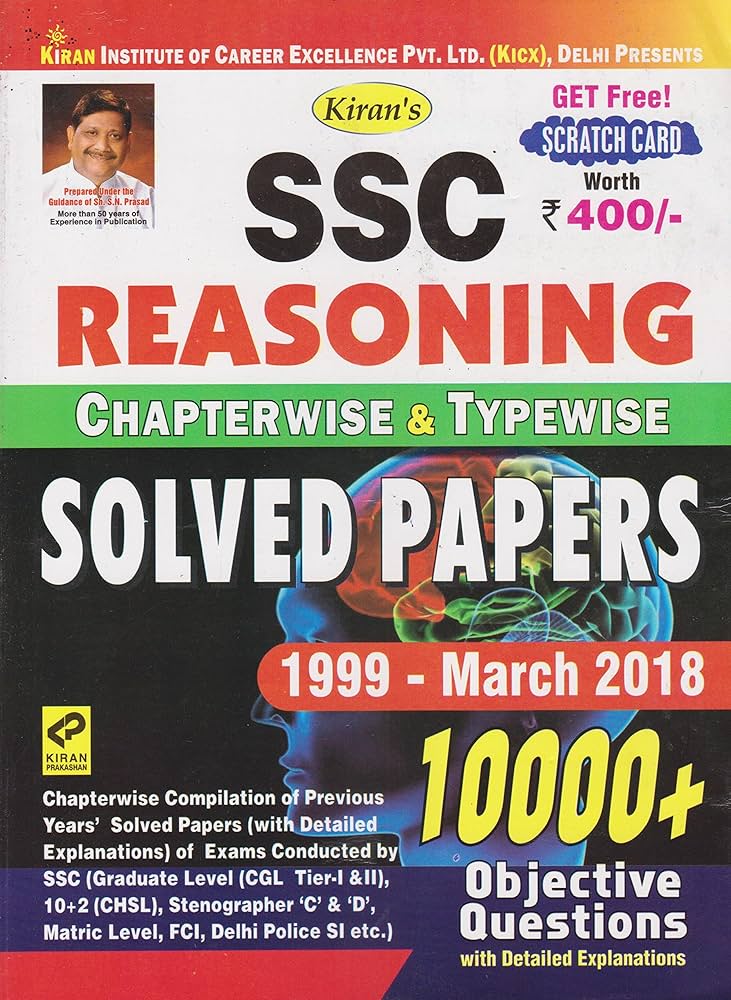 KIRAN INSTITUTE OF CAREER EXCELLENCE PVT. LTD. (KICX), DELHI PRESENTS
Prepared Under the
Guidance of Sh. S.N. Prasad
More than 50 years of
Experience in Publication
Kiran's
GET Free!
SCRATCH CARD
Worth
₹ 400/-
SSC
REASONING
CHAPTERWISE & TYPEWISE
SOLVED PAPERS
1999 - March 2018
KIRAN
PRAKASHAN
10000+
Objective
Questions
with Detailed Explanations
Chapterwise Compilation of Previous
Years' Solved Papers (with Detailed
Explanations) of Exams Conducted by
SSC (Graduate Level (CGL Tier-I &II),
10+2 (CHSL), Stenographer 'C' & 'D',
Matric Level, FCI, Delhi Police SI etc.)